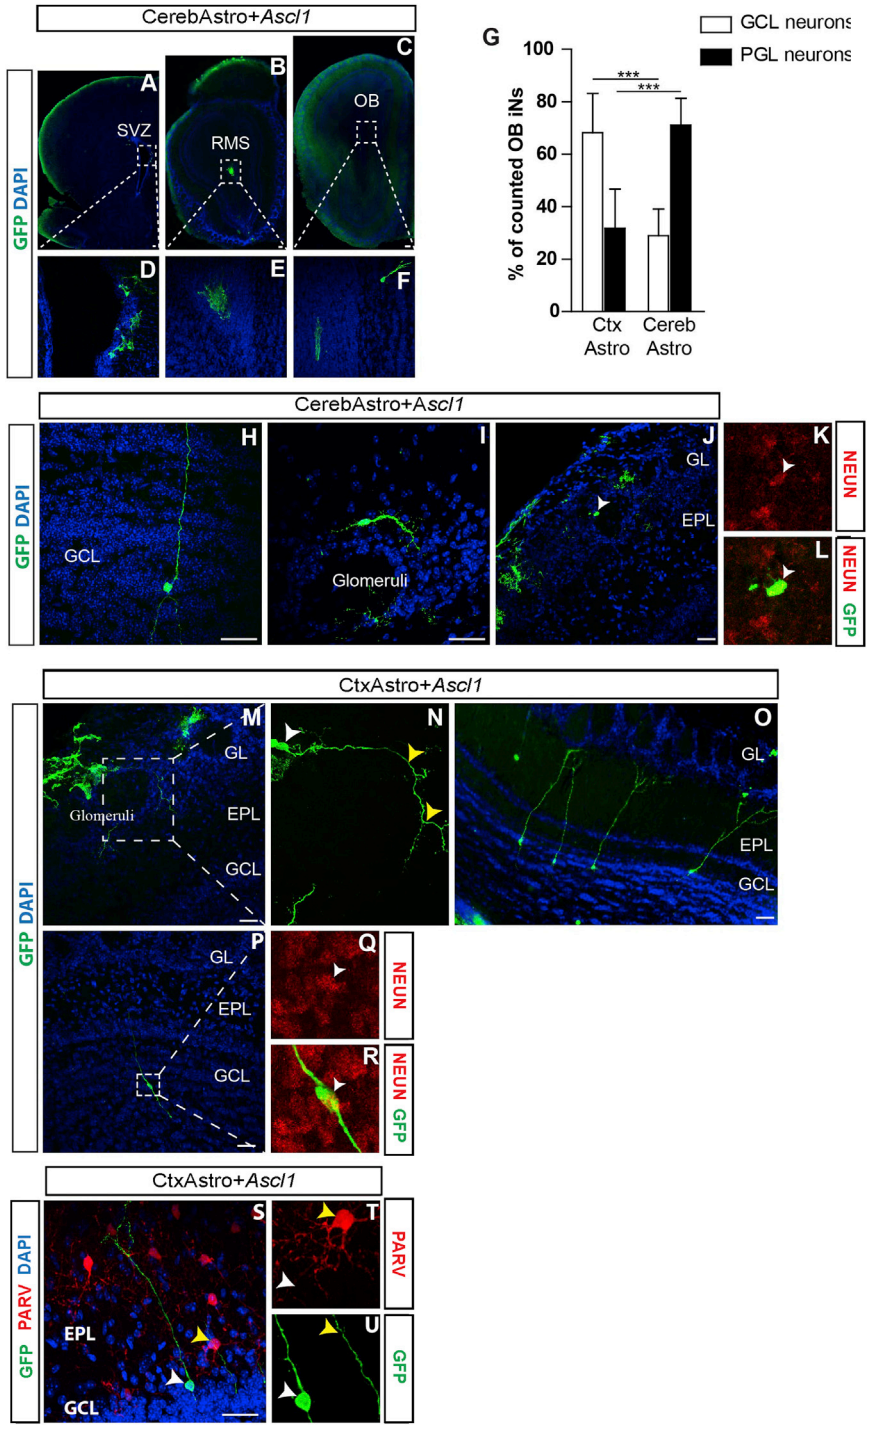 CerebAstro+Ascl1
GFP DAPI
A
SVZ
B
RMS
C
OB
D
E
F
G
GCL neurons
PGL neurons
% of counted OB iNs
100
80
60
40
20
0
***
***
Ctx
Astro
Cereb
Astro
CerebAstro+Ascl1
GFP DAPI
H
GCL
I
Glomeruli
J
GL
EPL
K
NEUN
L
NEUN GFP
CtxAstro+Ascl1
GFP DAPI
M
GL
Glomeruli
EPL
GCL
N
O
GL
EPL
GCL
P
GL
EPL
GCL
Q
NEUN
R
NEUN GFP
CtxAstro+Ascl1
GFP PARV DAPI
S
EPL
GCL
T
PARV
U
GFP